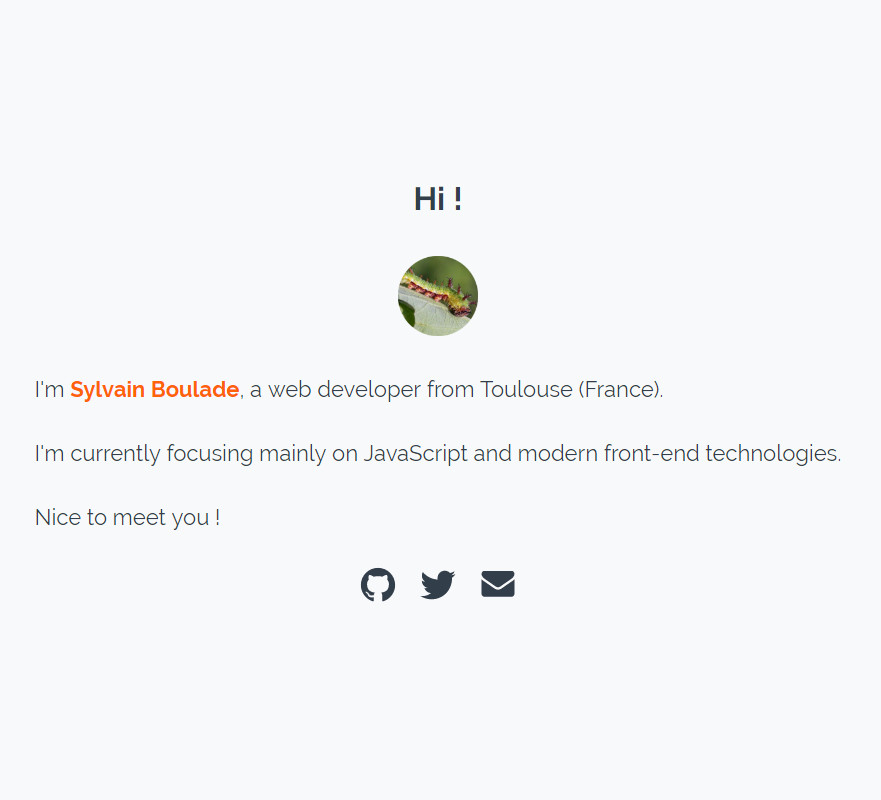 Hi !
I'm Sylvain Boulade, a web developer from Toulouse (France).
I'm currently focusing mainly on JavaScript and modern front-end technologies.
Nice to meet you !